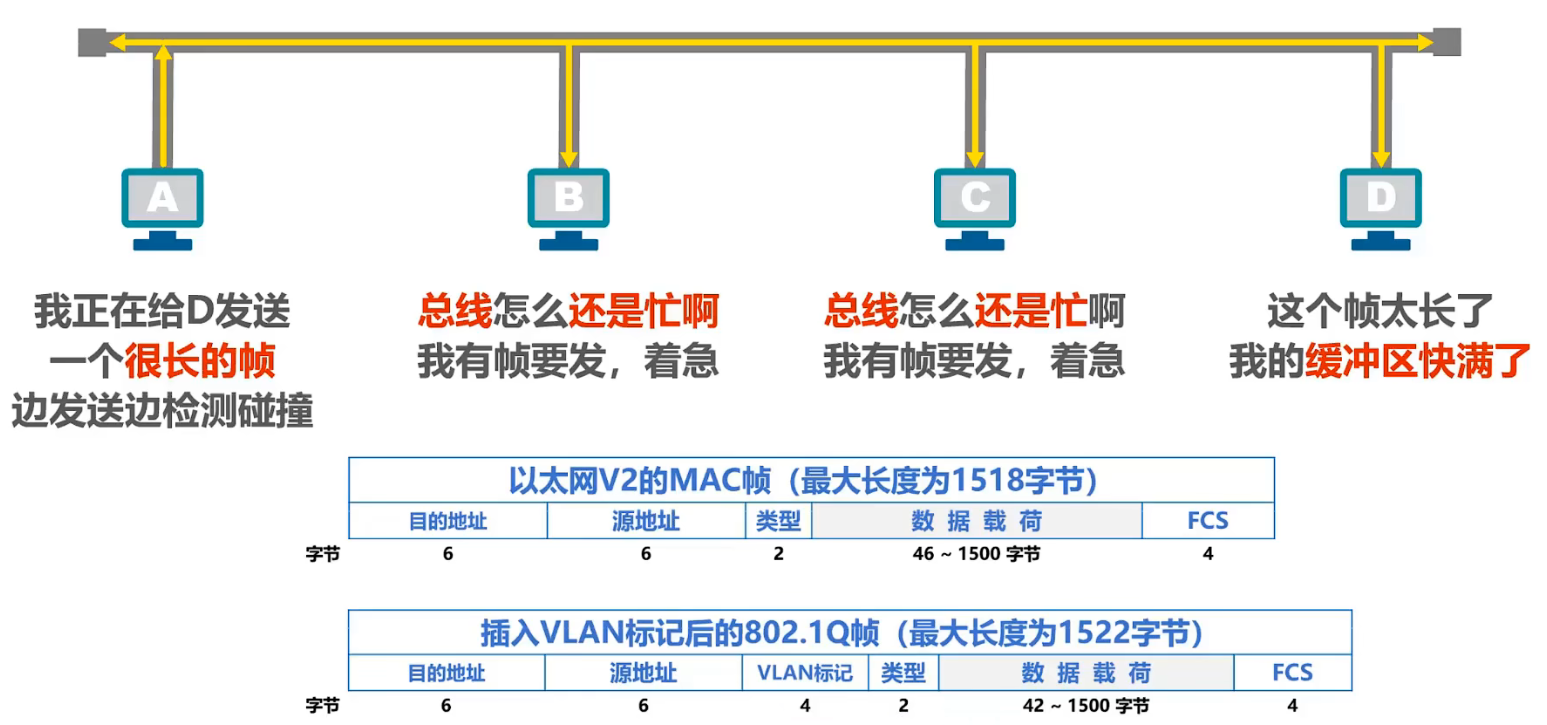 A
B
C
D
我正在给D发送
一个很长的帧
边发送边检测碰撞
总线怎么还是忙啊
我有帧要发，着急
总线怎么还是忙啊
我有帧要发，着急
这个帧太长了
我的缓冲区快满了
以太网V2的MAC帧（最大长度为1518字节）
目的地址 源地址 类型 数 据 载 荷 FCS
字节 6 6 2 46 ~ 1500 字节 4
插入VLAN标记后的802.1Q帧（最大长度为1522字节）
目的地址 源地址 VLAN标记 类型 数 据 载 荷 FCS
字节 6 6 4 2 42 ~ 1500 字节 4